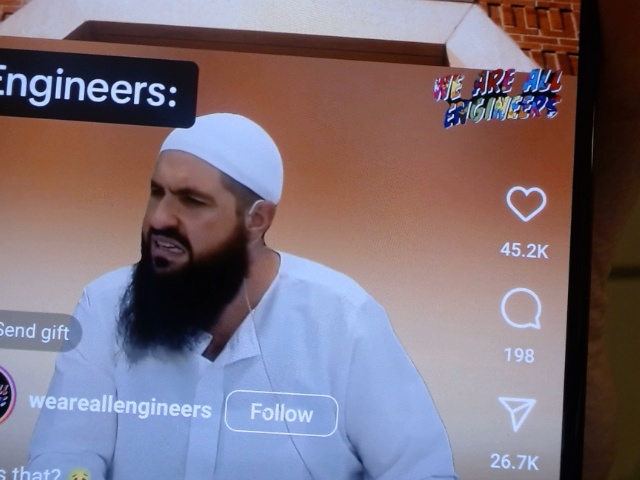 Engineers:
WE ARE ALL
ENGINEERS
45.2K
198
Send gift
weareallengineers
Follow
26.7K
s that? 😥